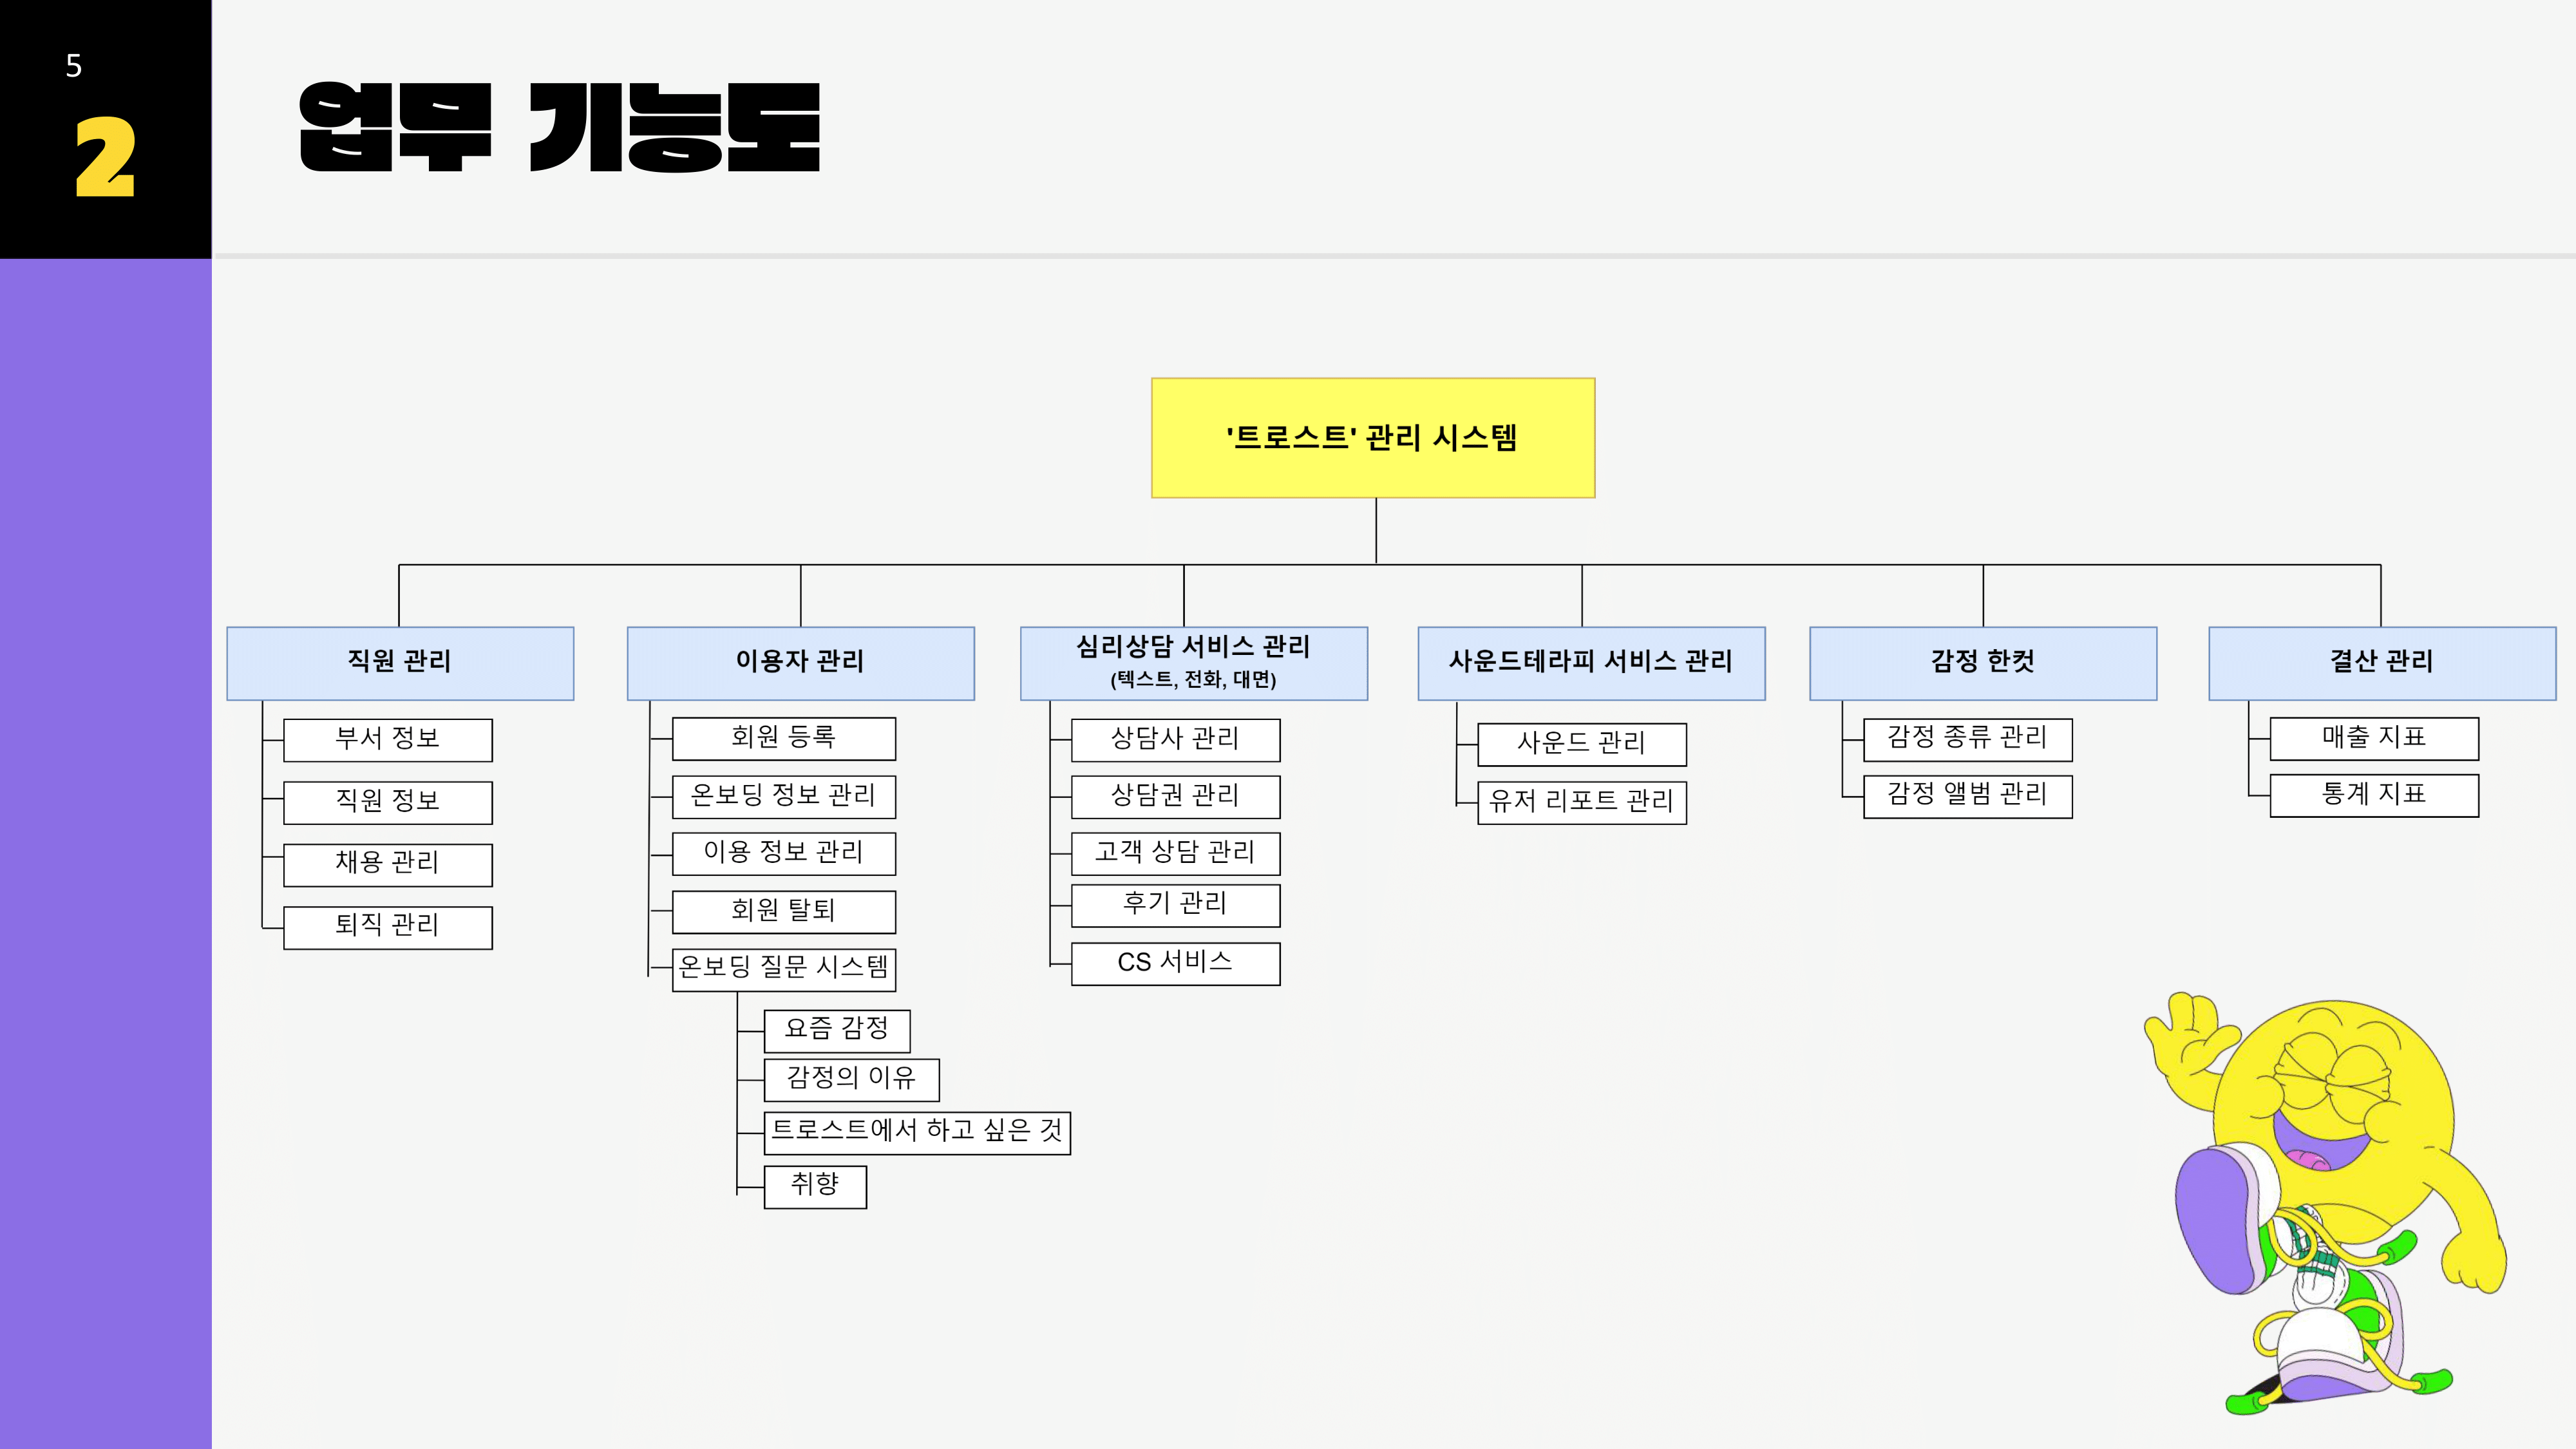 5
2
업무 기능도
'트로스트' 관리 시스템
직원 관리
부서 정보
직원 정보
채용 관리
퇴직 관리
이용자 관리
회원 등록
온보딩 정보 관리
이용 정보 관리
회원 탈퇴
온보딩 질문 시스템
요즘 감정
감정의 이유
트로스트에서 하고 싶은 것
취향
심리상담 서비스 관리
(텍스트, 전화, 대면)
상담사 관리
상담권 관리
고객 상담 관리
후기 관리
CS 서비스
사운드테라피 서비스 관리
사운드 관리
유저 리포트 관리
감정 한컷
감정 종류 관리
감정 앨범 관리
결산 관리
매출 지표
통계 지표